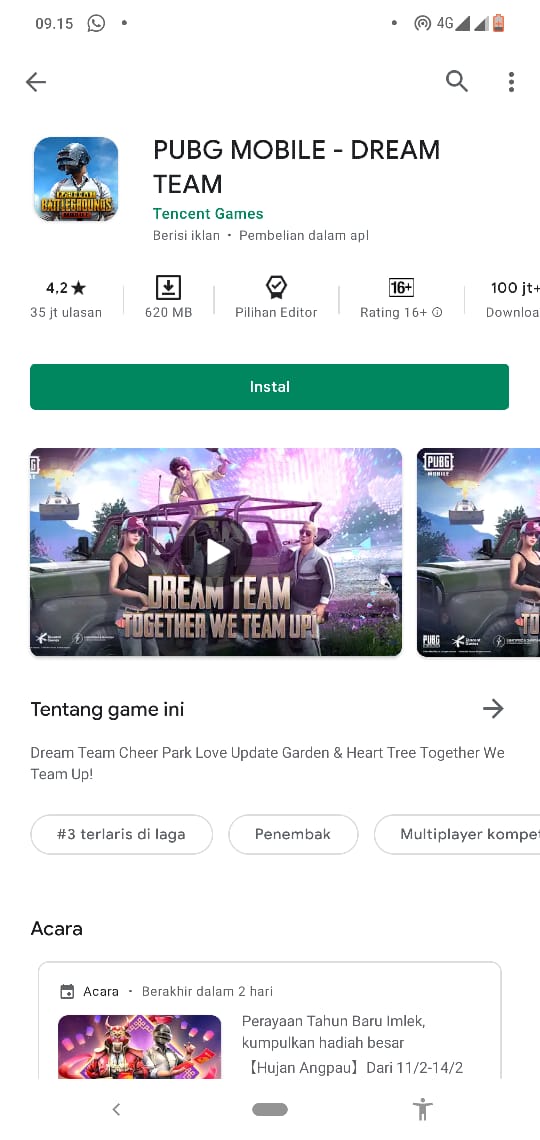 09.15
4G
PUBG MOBILE - DREAM
TEAM
Tencent Games
Berisi iklan • Pembelian dalam apl
4,2★
35 jt ulasan
620 MB
Pilihan Editor
16+
Rating 16+
100 jt+
Downloa
Instal
DREAM TEAM
TOGETHER WE TEAM UP!
PUBG
MOBILE
PUBG
Tentang game ini
Dream Team Cheer Park Love Update Garden & Heart Tree Together We
Team Up!
#3 terlaris di laga
Penembak
Multiplayer kompet
Acara
Acara • Berakhir dalam 2 hari
Perayaan Tahun Baru Imlek,
kumpulkan hadiah besar
【Hujan Angpau】Dari 11/2-14/2